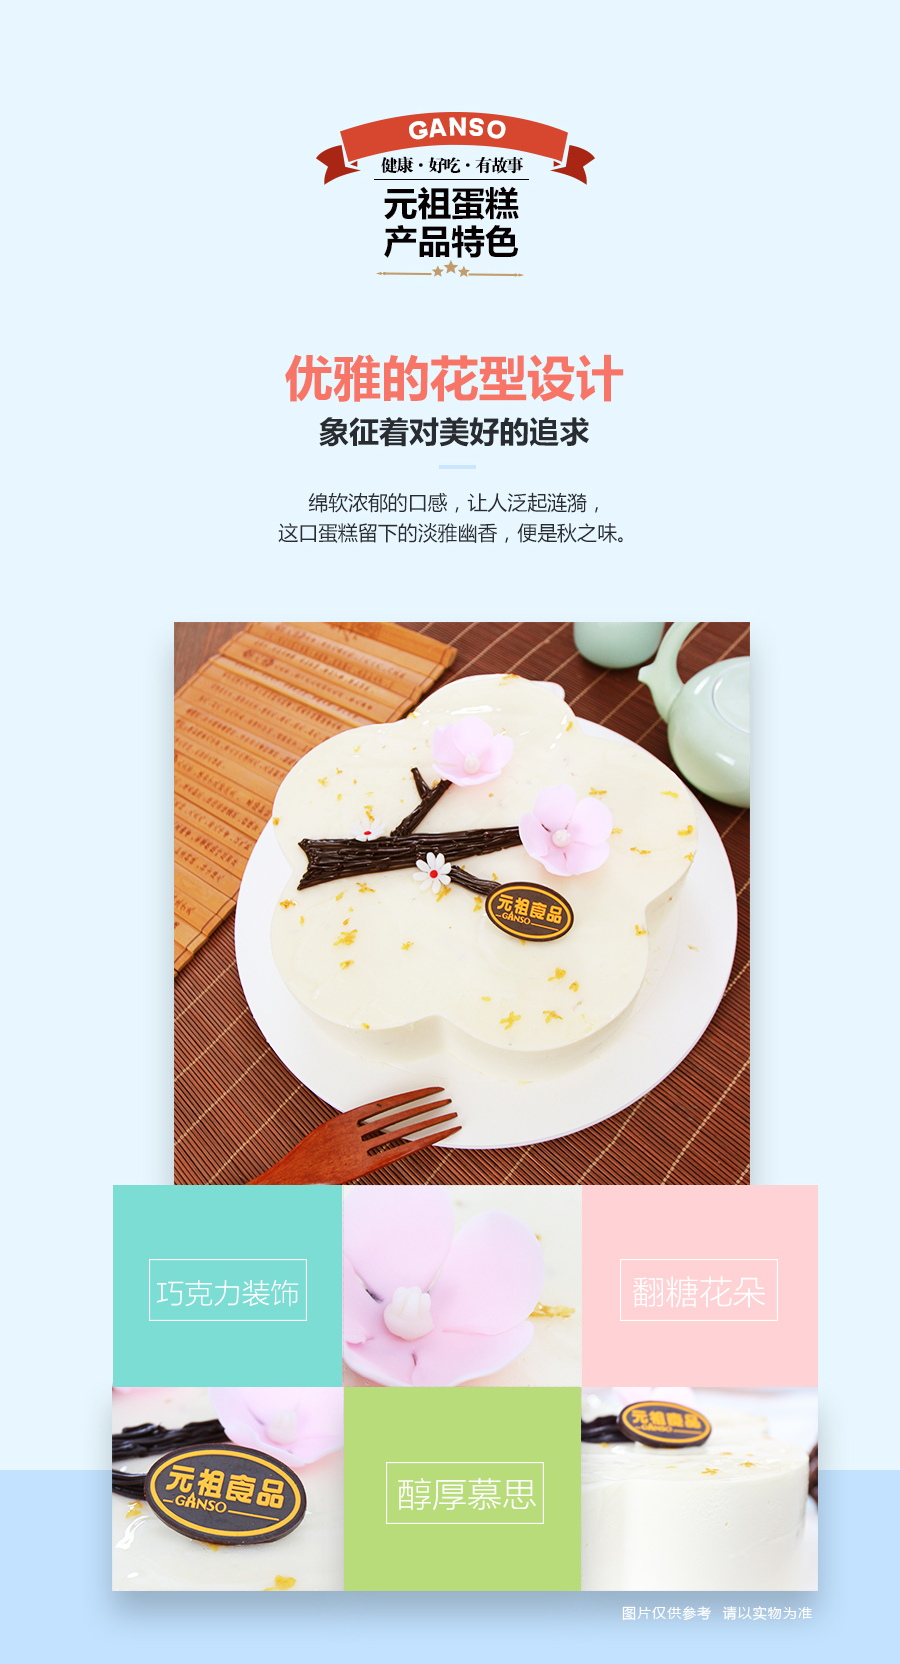 GANSO
健康·好吃·有故事
元祖蛋糕
产品特色
优雅的花型设计
象征着对美好的追求
绵软浓郁的口感，让人泛起涟漪，
这口蛋糕留下的淡雅幽香，便是秋之味。
元祖食品
GANSO
巧克力装饰
翻糖花朵
元祖食品
GANSO
醇厚慕思
元祖食品
GANSO
图片仅供参考 请以实物为准